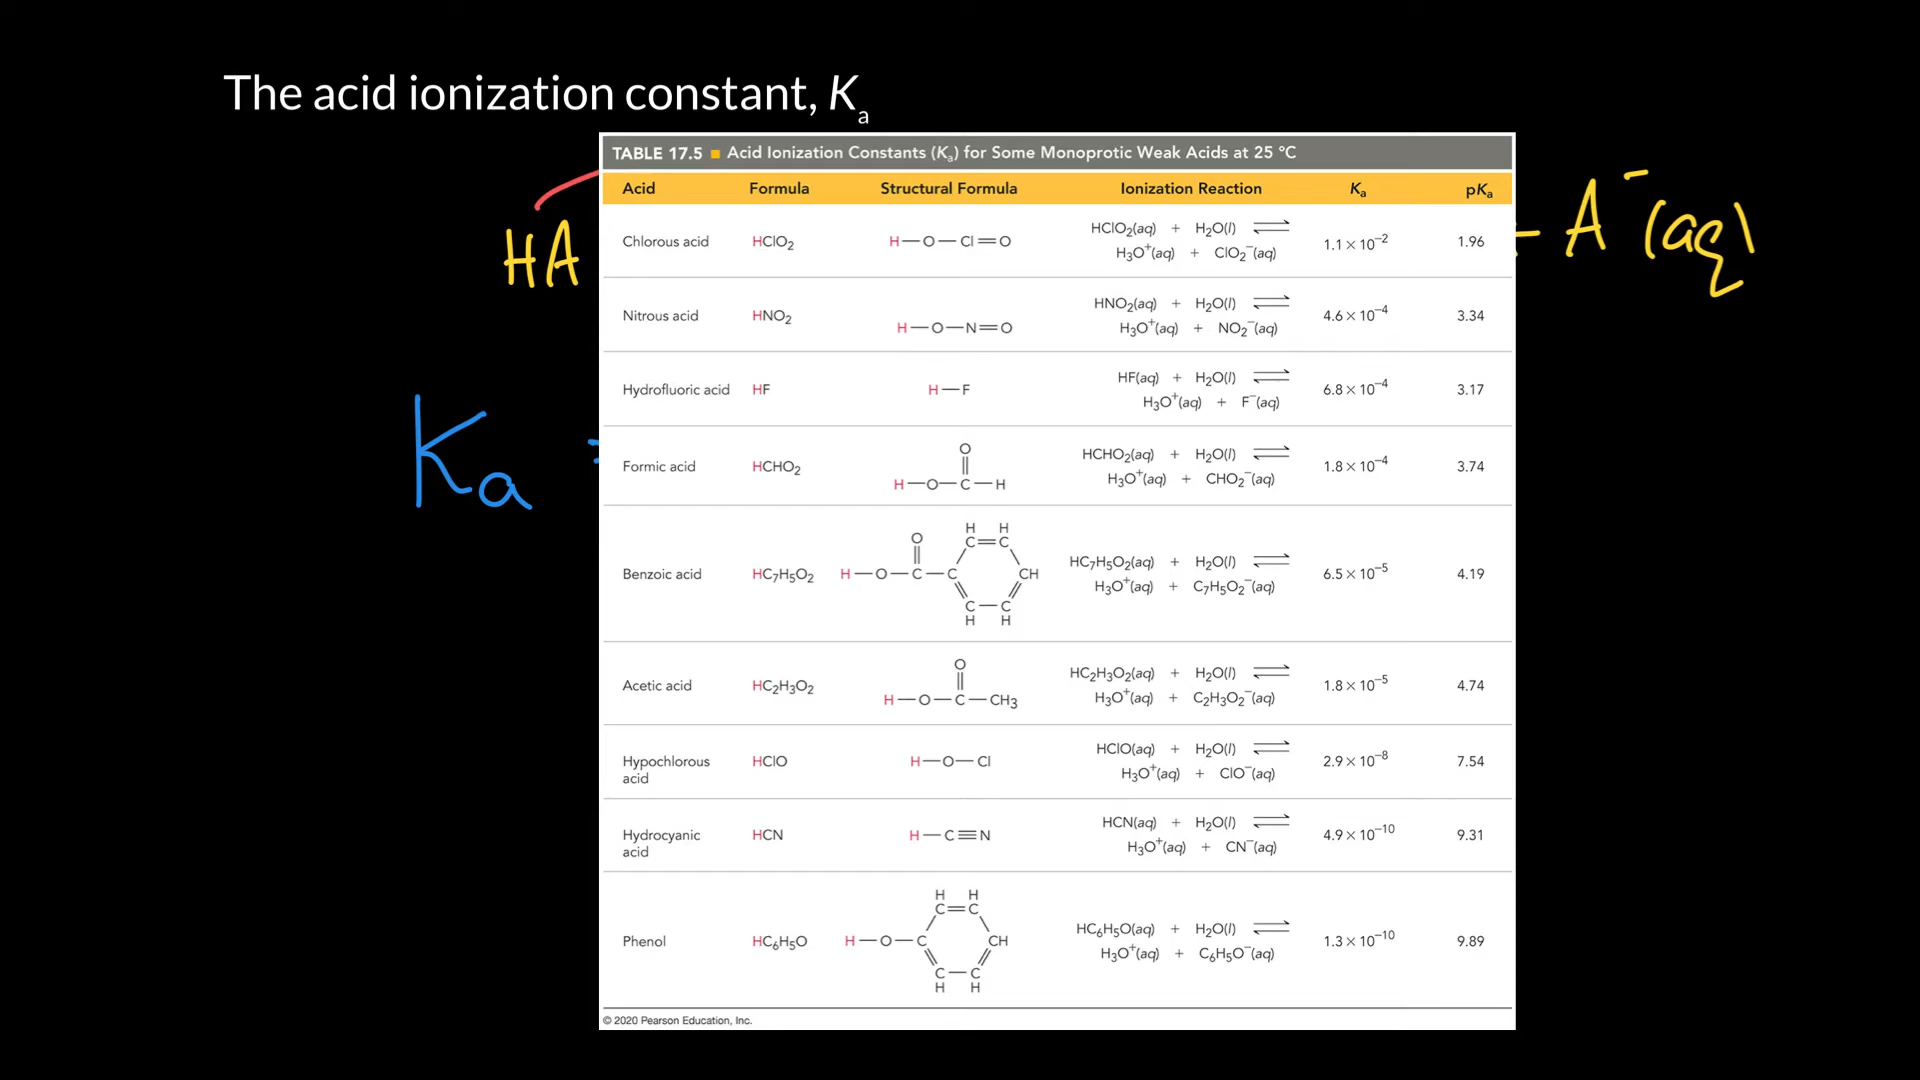 The acid ionization constant, Kₐ
HA
- A⁻ (aq)
Kₐ =
TABLE 17.5 ■ Acid Ionization Constants (Kₐ) for Some Monoprotic Weak Acids at 25 °C
Acid Formula Structural Formula Ionization Reaction Kₐ pKₐ
Chlorous acid HClO₂ H—O—Cl=O HClO₂(aq) + H₂O(l) ⇌ H₃O⁺(aq) + ClO₂⁻(aq) 1.1 × 10⁻² 1.96
Nitrous acid HNO₂ H—O—N=O HNO₂(aq) + H₂O(l) ⇌ H₃O⁺(aq) + NO₂⁻(aq) 4.6 × 10⁻⁴ 3.34
Hydrofluoric acid HF H—F HF(aq) + H₂O(l) ⇌ H₃O⁺(aq) + F⁻(aq) 6.8 × 10⁻⁴ 3.17
Formic acid HCHO₂ O H—O—C—H HCHO₂(aq) + H₂O(l) ⇌ H₃O⁺(aq) + CHO₂⁻(aq) 1.8 × 10⁻⁴ 3.74
Benzoic acid HC₇H₅O₂ H H O C=C H—O—C—C CH C—C H H HC₇H₅O₂(aq) + H₂O(l) ⇌ H₃O⁺(aq) + C₇H₅O₂⁻(aq) 6.5 × 10⁻⁵ 4.19
Acetic acid HC₂H₃O₂ O H—O—C—CH₃ HC₂H₃O₂(aq) + H₂O(l) ⇌ H₃O⁺(aq) + C₂H₃O₂⁻(aq) 1.8 × 10⁻⁵ 4.74
Hypochlorous acid HClO H—O—Cl HClO(aq) + H₂O(l) ⇌ H₃O⁺(aq) + ClO⁻(aq) 2.9 × 10⁻⁸ 7.54
Hydrocyanic acid HCN H—C≡N HCN(aq) + H₂O(l) ⇌ H₃O⁺(aq) + CN⁻(aq) 4.9 × 10⁻¹⁰ 9.31
Phenol HC₆H₅O H H C=C H—O—C CH C—C H H HC₆H₅O(aq) + H₂O(l) ⇌ H₃O⁺(aq) + C₆H₅O⁻(aq) 1.3 × 10⁻¹⁰ 9.89
© 2020 Pearson Education, Inc.